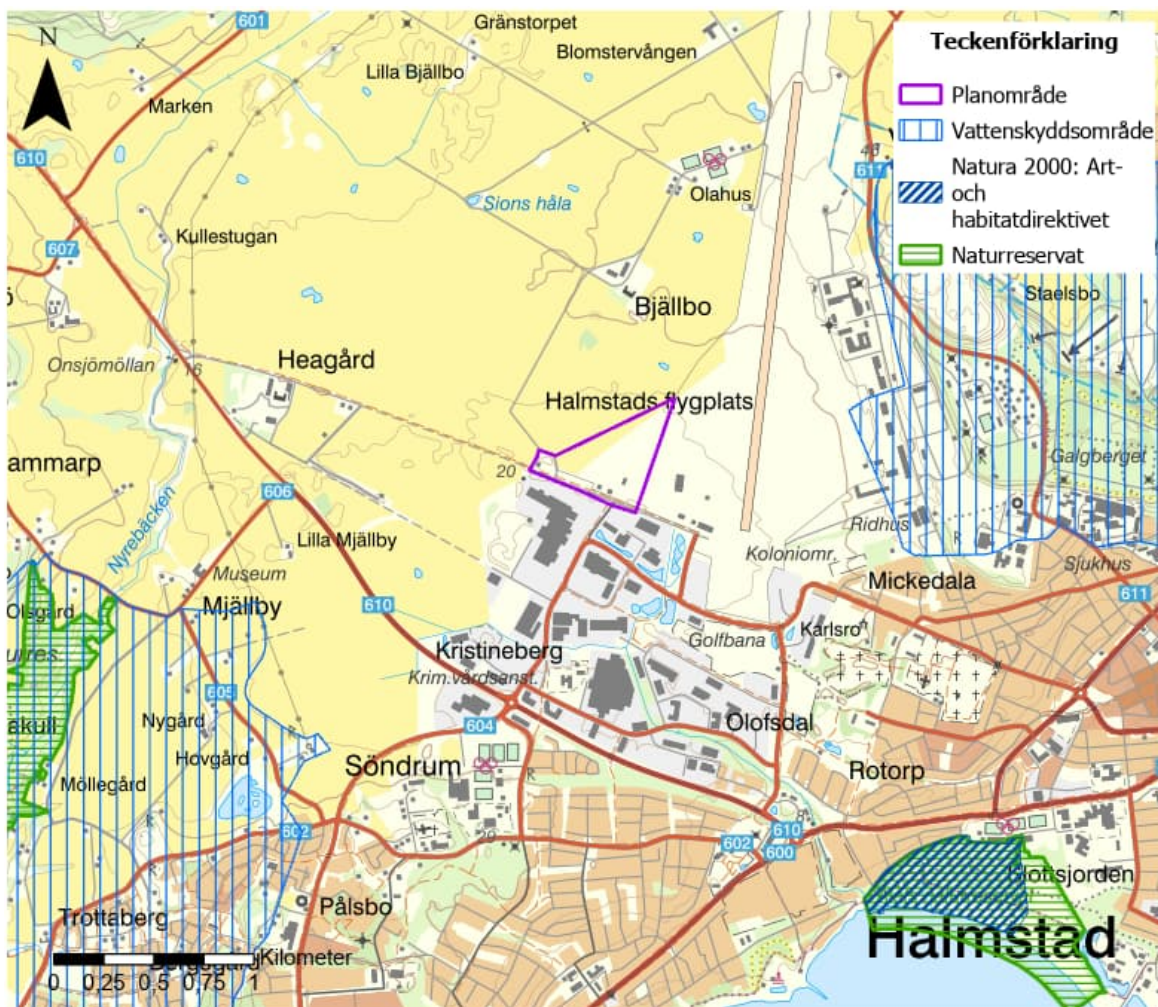 601
Gränstorpet
Blomstervången
N
Lilla Bjällbo
Marken
610
Olahus
Sions håla
607
Kullestugan
Bjällbo
Onsjömöllan
16
Heagård
Halmstads flygplats
20
ammarp
606
Nyrebäcken
Lilla Mjällby
Museum
Mjällby
610
Olsgård
Kristineberg
Krim.vårdsanst.
605
604
Nygård
Hovgård
Söndrum
Möllegård
602
Trottaberg
Pålsbo
Kilometer
0 0,25 0,5 0,75 1
Teckenförklaring
Planområde
Vattenskyddsområde
Natura 2000: Art-
och
habitatdirektivet
Naturreservat
611
Staelsbo
Galgberget
Ridhus
Koloniomr.
Mickedala
Sjukhus
611
Golfbana
Karlsro
Olofsdal
Rotorp
602
610
600
Slottsjorden
Halmstad